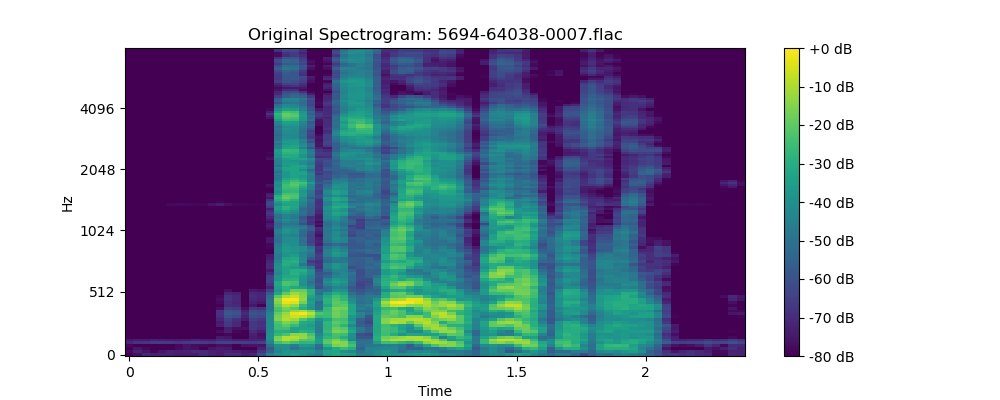 Original Spectrogram: 5694-64038-0007.flac
Hz
4096
2048
1024
512
0
0 0.5 1 1.5 2
Time
+0 dB
-10 dB
-20 dB
-30 dB
-40 dB
-50 dB
-60 dB
-70 dB
-80 dB